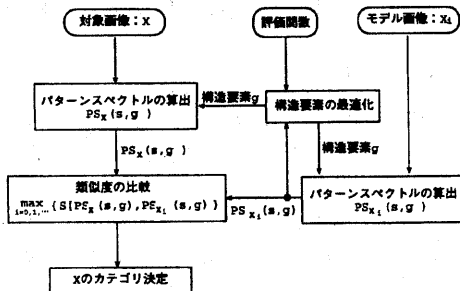 対象画像：X
評価関数
モデル画像：Xi
パターンスペクトルの算出
PSX(s,g )
構造要素g
構造要素の最適化
PSX(s,g )
構造要素g
類似度の比較
max {S[PSX(s,g),PSXi(s,g)}
i=0,1,…
PSXi(s,g)
パターンスペクトルの算出
PSXi(s,g )
Xのカテゴリ決定